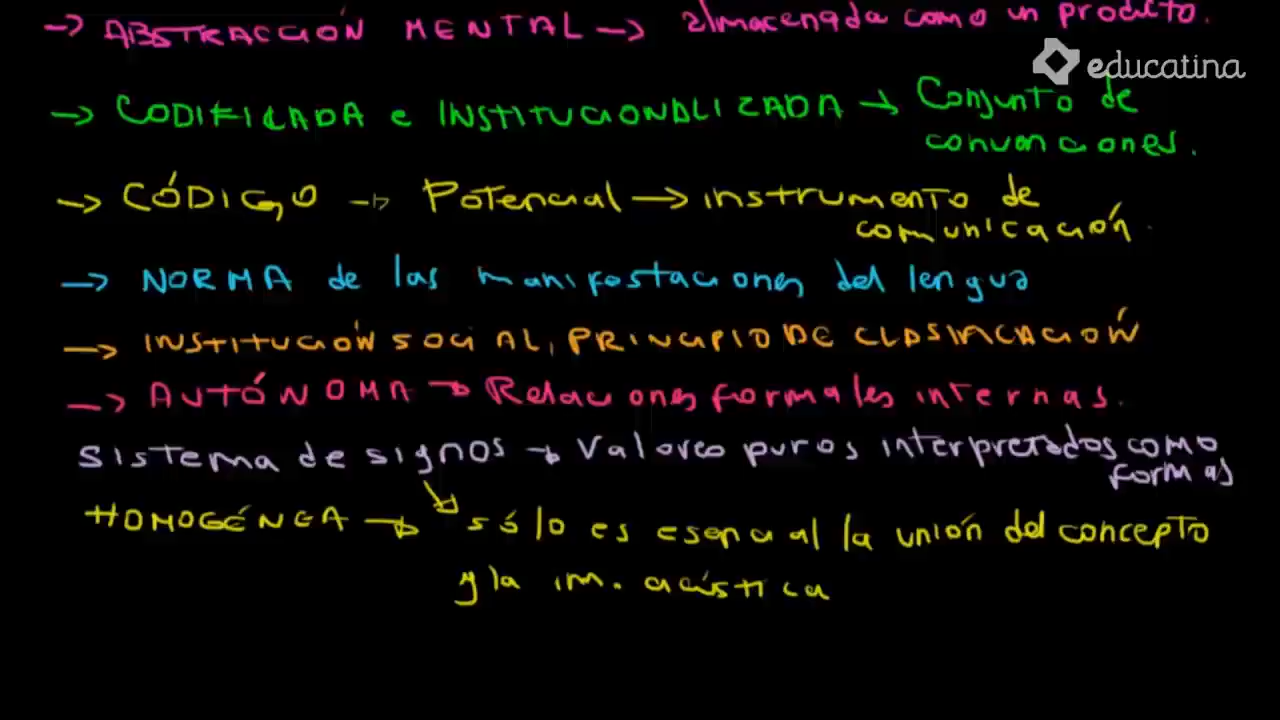 → ABSTRACCIÓN MENTAL → almacenada como un producto.
educatina
→ CODIFICADA e INSTITUCIONALIZADA → Conjunto de
convenciones.
→ CÓDIGO → Potencial → instrumento de
comunicación.
→ NORMA de las manifestaciones del lengua
→ INSTITUCIÓN SOCIAL, PRINCIPIO DE CLASIFICACIÓN
→ AUTÓNOMA → Relaciones formales internas.
Sistema de signos → Valores puros interpretados como
formas
HOMOGÉNEA → sólo es esencial la unión del concepto
y la im. acústica